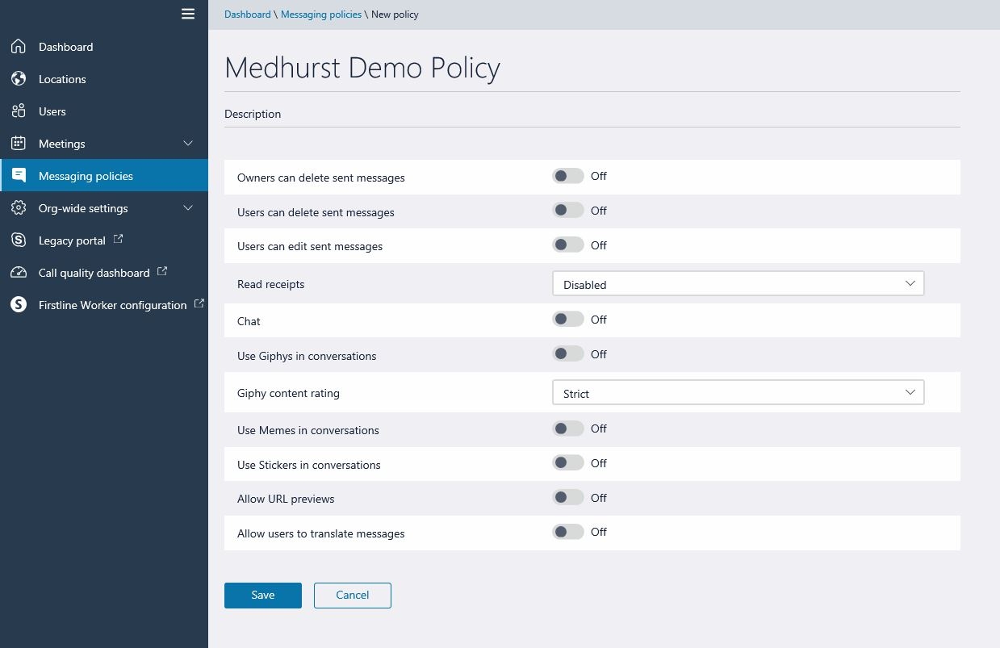 Dashboard \ Messaging policies \ New policy
Dashboard
Locations
Users
Meetings
Messaging policies
Org-wide settings
Legacy portal
Call quality dashboard
Firstline Worker configuration
Medhurst Demo Policy
Description
Owners can delete sent messages Off
Users can delete sent messages Off
Users can edit sent messages Off
Read receipts Disabled
Chat Off
Use Giphys in conversations Off
Giphy content rating Strict
Use Memes in conversations Off
Use Stickers in conversations Off
Allow URL previews Off
Allow users to translate messages Off
Save Cancel